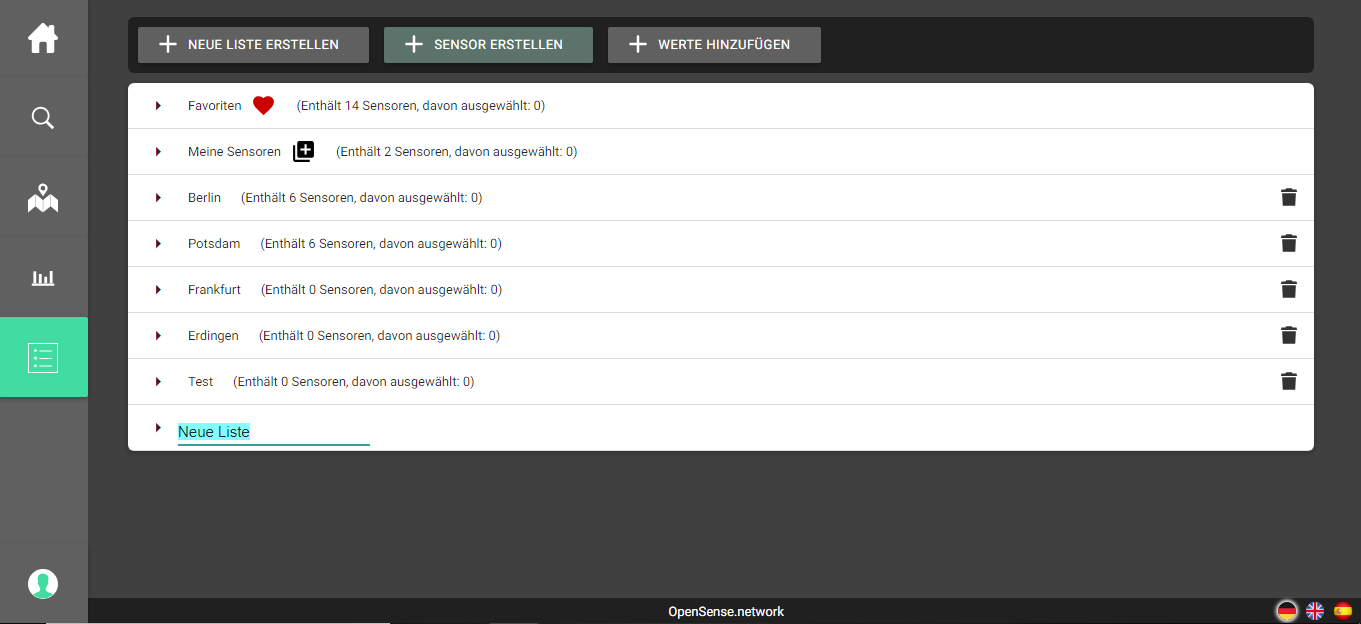 NEUE LISTE ERSTELLEN SENSOR ERSTELLEN WERTE HINZUFÜGEN
Favoriten (Enthält 14 Sensoren, davon ausgewählt: 0)
Meine Sensoren (Enthält 2 Sensoren, davon ausgewählt: 0)
Berlin (Enthält 6 Sensoren, davon ausgewählt: 0)
Potsdam (Enthält 6 Sensoren, davon ausgewählt: 0)
Frankfurt (Enthält 0 Sensoren, davon ausgewählt: 0)
Erdingen (Enthält 0 Sensoren, davon ausgewählt: 0)
Test (Enthält 0 Sensoren, davon ausgewählt: 0)
Neue Liste
OpenSense.network